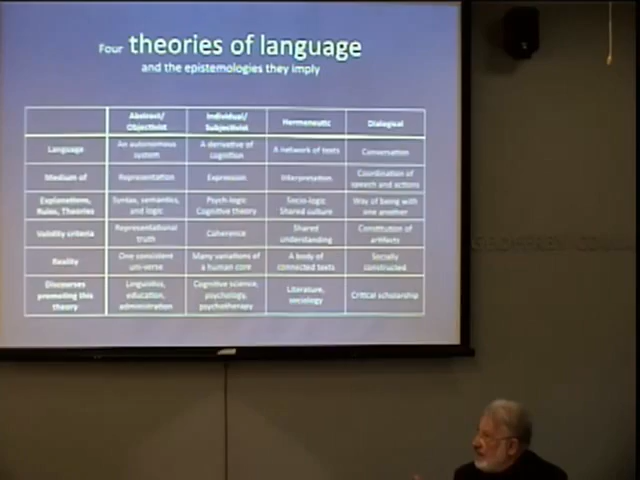 Four theories of language
and the epistemologies they imply
Abstract/ Objectivist
Individual/ Subjectivist
Hermeneutic
Dialogical
Language
An autonomous system
A derivative of cognition
A network of texts
Conversation
Medium of
Representation
Expression
Interpretation
Coordination of speech and actions
Explanations, Rules, Theories
Syntax, semantics, and logic
Psych-logic Cognitive theory
Socio-logic Shared culture
Way of being with one another
Validity criteria
Representational truth
Coherence
Shared understanding
Constitution of artifacts
Reality
One consistent uni-verse
Many variations of a human core
A body of connected texts
Socially constructed
Discourses promoting this theory
Linguistics, education, administration
Cognitive science, psychology, psychotherapy
Literature, sociology
Critical scholarship